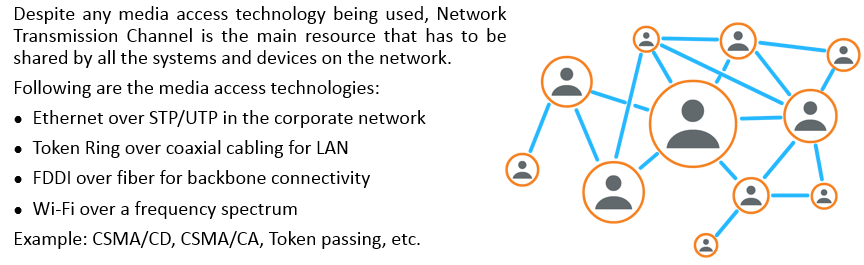 Despite any media access technology being used, Network
Transmission Channel is the main resource that has to be
shared by all the systems and devices on the network.
Following are the media access technologies:
● Ethernet over STP/UTP in the corporate network
● Token Ring over coaxial cabling for LAN
● FDDI over fiber for backbone connectivity
● Wi-Fi over a frequency spectrum
Example: CSMA/CD, CSMA/CA, Token passing, etc.